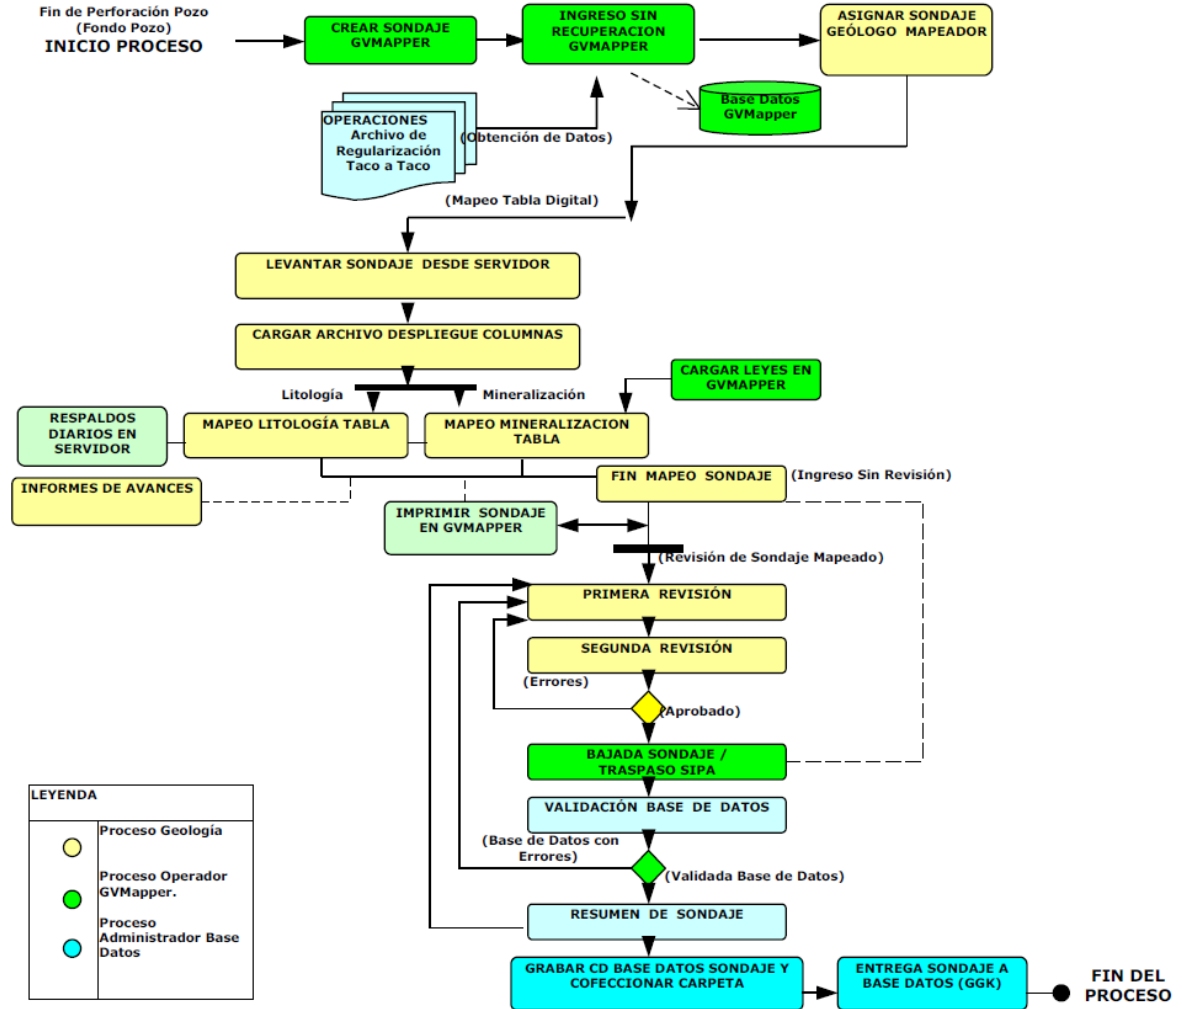 Fin de Perforación Pozo
(Fondo Pozo)
INICIO PROCESO
CREAR SONDAJE
GVMAPPER
INGRESO SIN
RECUPERACION
GVMAPPER
ASIGNAR SONDAJE
GEÓLOGO MAPEADOR
Base Datos
GVMapper
OPERACIONES
Archivo de
Regularización
Taco a Taco
(Obtención de Datos)
(Mapeo Tabla Digital)
LEVANTAR SONDAJE DESDE SERVIDOR
CARGAR ARCHIVO DESPLIEGUE COLUMNAS
CARGAR LEYES EN
GVMAPPER
Litología
Mineralización
RESPALDOS
DIARIOS EN
SERVIDOR
MAPEO LITOLOGÍA TABLA
MAPEO MINERALIZACION
TABLA
INFORMES DE AVANCES
FIN MAPEO SONDAJE
(Ingreso Sin Revisión)
IMPRIMIR SONDAJE
EN GVMAPPER
(Revisión de Sondaje Mapeado)
PRIMERA REVISIÓN
SEGUNDA REVISIÓN
(Errores)
(Aprobado)
BAJADA SONDAJE /
TRASPASO SIPA
VALIDACIÓN BASE DE DATOS
(Base de Datos con
Errores)
(Validada Base de Datos)
RESUMEN DE SONDAJE
GRABAR CD BASE DATOS SONDAJE Y
COFECCIONAR CARPETA
ENTREGA SONDAJE A
BASE DATOS (GGK)
FIN DEL
PROCESO
LEYENDA
Proceso Geología
Proceso Operador
GVMapper.
Proceso
Administrador Base
Datos